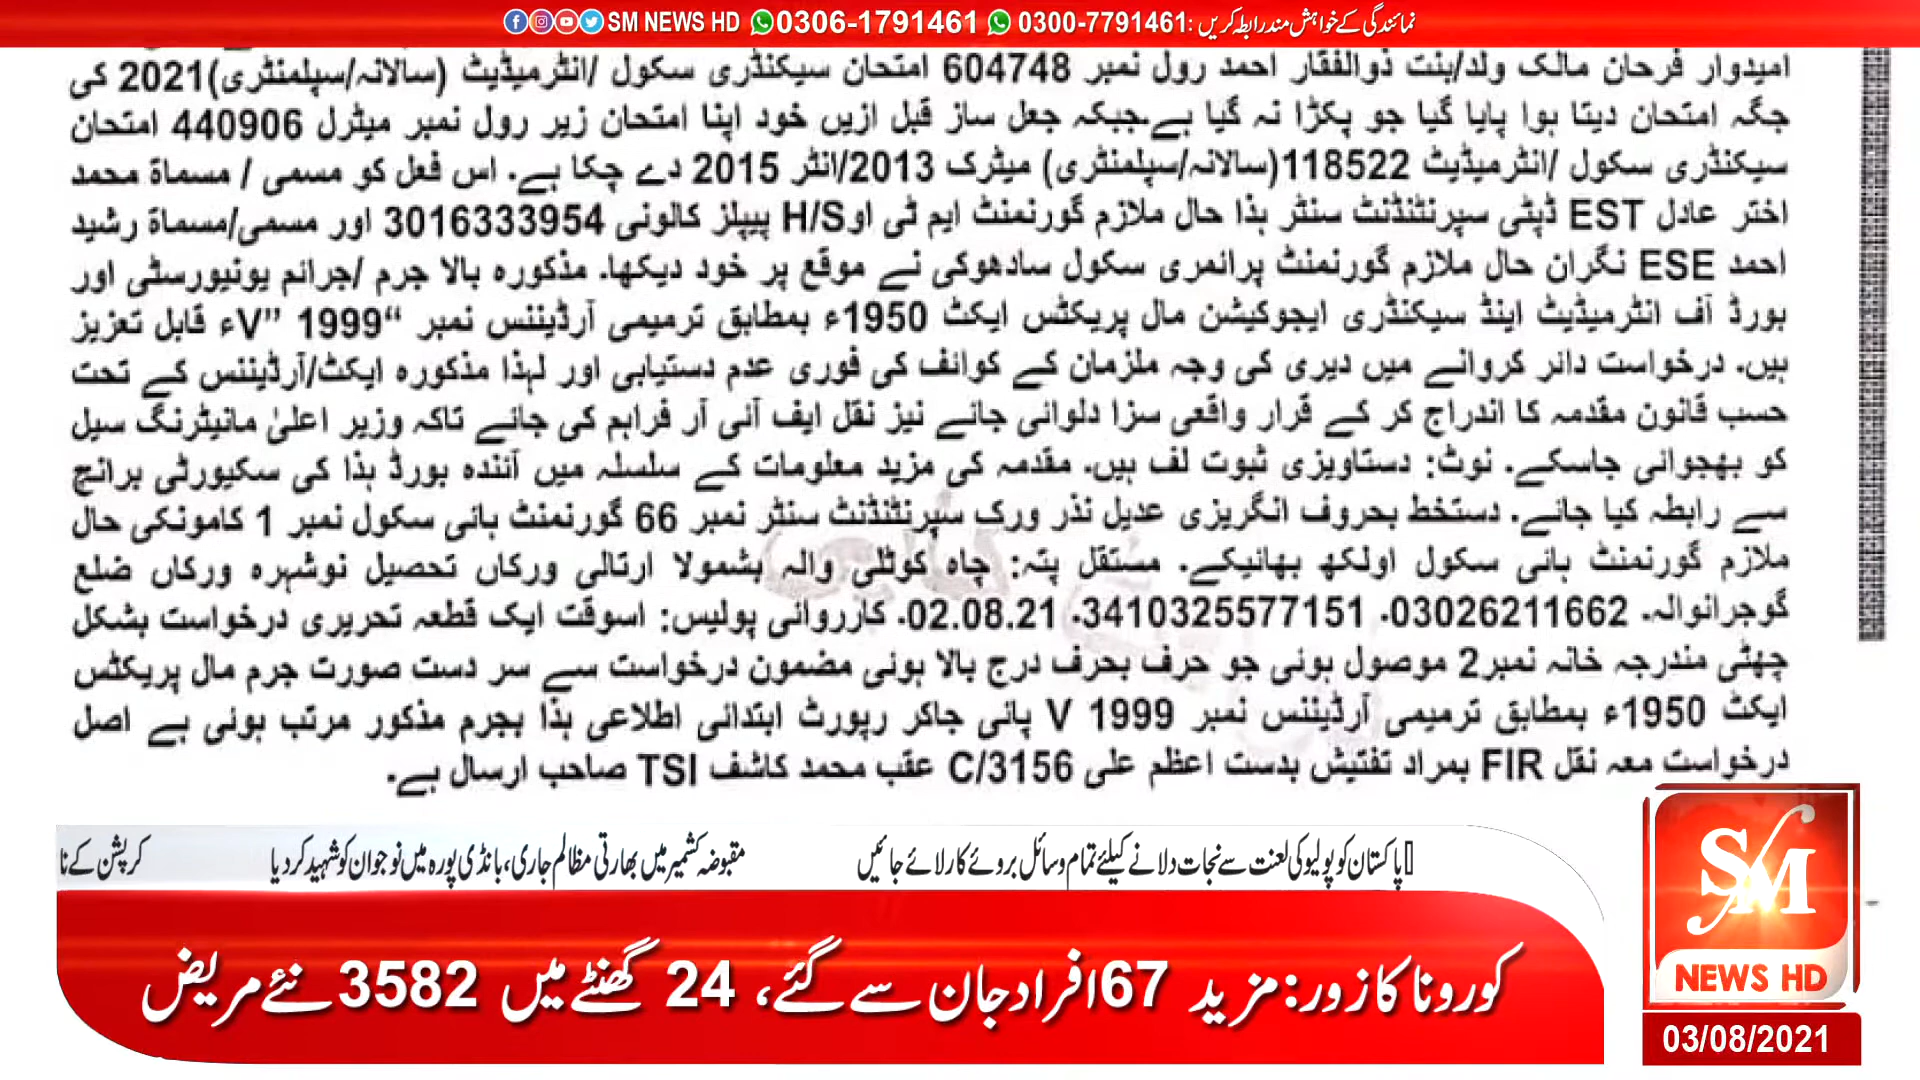 SM NEWS HD 0306-1791461 0300-7791461: نمائندگی کے خواہش مند رابطہ کریں
امیدوار فرحان مالک ولد/بنت ذوالفقار احمد رول نمبر 604748 امتحان سیکنڈری سکول /انٹرمیڈیٹ (سالانہ/سپلمنٹری)2021 کی
جگہ امتحان دیتا ہوا پایا گیا جو پکڑا نہ گیا ہے۔جبکہ جعل ساز قبل ازیں خود اپنا امتحان زیر رول نمبر میٹرل 440906 امتحان
سیکنڈری سکول /انٹرمیڈیٹ 118522(سالانہ/سپلمنٹری) میٹرک 2013/انٹر 2015 دے چکا ہے۔ اس فعل کو مسمی / مسماۃ محمد
اختر عادل EST ڈپٹی سپرنٹنڈنٹ سنٹر ہذا حال ملازم گورنمنٹ ایم ٹی اوH/S پیپلز کالونی 3016333954 اور مسمی/مسماۃ رشید
احمد ESE نگران حال ملازم گورنمنٹ پرائمری سکول سادھوکی نے موقع پر خود دیکھا۔ مذکورہ بالا جرم /جرائم یونیورسٹی اور
بورڈ آف انٹرمیڈیٹ اینڈ سیکنڈری ایجوکیشن مال پریکٹس ایکٹ 1950ء بمطابق ترمیمی آرڈیننس نمبر “V” 1999ء قابل تعزیز
ہیں۔ درخواست دائر کروانے میں دیری کی وجہ ملزمان کے کوائف کی فوری عدم دستیابی اور لہذا مذکورہ ایکٹ/آرڈیننس کے تحت
حسب قانون مقدمہ کا اندراج کر کے قرار واقعی سزا دلوائی جائے نیز نقل ایف آئی آر فراہم کی جائے تاکہ وزیر اعلیٰ مانیٹرنگ سیل
کو بھجوائی جاسکے۔ نوٹ: دستاویزی ثبوت لف ہیں۔ مقدمہ کی مزید معلومات کے سلسلہ میں آئندہ بورڈ ہذا کی سکیورٹی برانچ
سے رابطہ کیا جائے۔ دستخط بحروف انگریزی عدیل نذر ورک سپرنٹنڈنٹ سنٹر نمبر 66 گورنمنٹ ہائی سکول نمبر 1 کامونکی حال
ملازم گورنمنٹ ہائی سکول اولکھ بھائیکے۔ مستقل پتہ: چاہ کوٹلی والہ بشمولا ارتالی ورکاں تحصیل نوشہرہ ورکاں ضلع
گوجرانوالہ۔ 03026211662۔ 3410325577151۔ 02.08.21۔ کارروائی پولیس: اسوقت ایک قطعہ تحریری درخواست بشکل
چھٹی مندرجہ خانہ نمبر2 موصول ہوئی جو حرف بحرف درج بالا ہوئی مضمون درخواست سے سر دست صورت جرم مال پریکٹس
ایکٹ 1950ء بمطابق ترمیمی آرڈیننس نمبر V 1999 پائی جاکر رپورٹ ابتدائی اطلاعی ہذا بجرم مذکور مرتب ہوئی ہے اصل
درخواست معہ نقل FIR بمراد تفتیش بدست اعظم علی C/3156 عقب محمد کاشف TSI صاحب ارسال ہے۔
پاکستان کو پولیو کی لعنت سے نجات دلانے کیلئے تمام وسائل بروئے کار لائے جائیں مقبوضہ کشمیر میں بھارتی مظالم جاری، بانڈی پورہ میں نوجوان کو شہید کر دیا کرپشن کے نا
کورونا کا زور: مزید 67 افراد جان سے گئے، 24 گھنٹے میں 3582 نئے مریض
SM
NEWS HD
03/08/2021